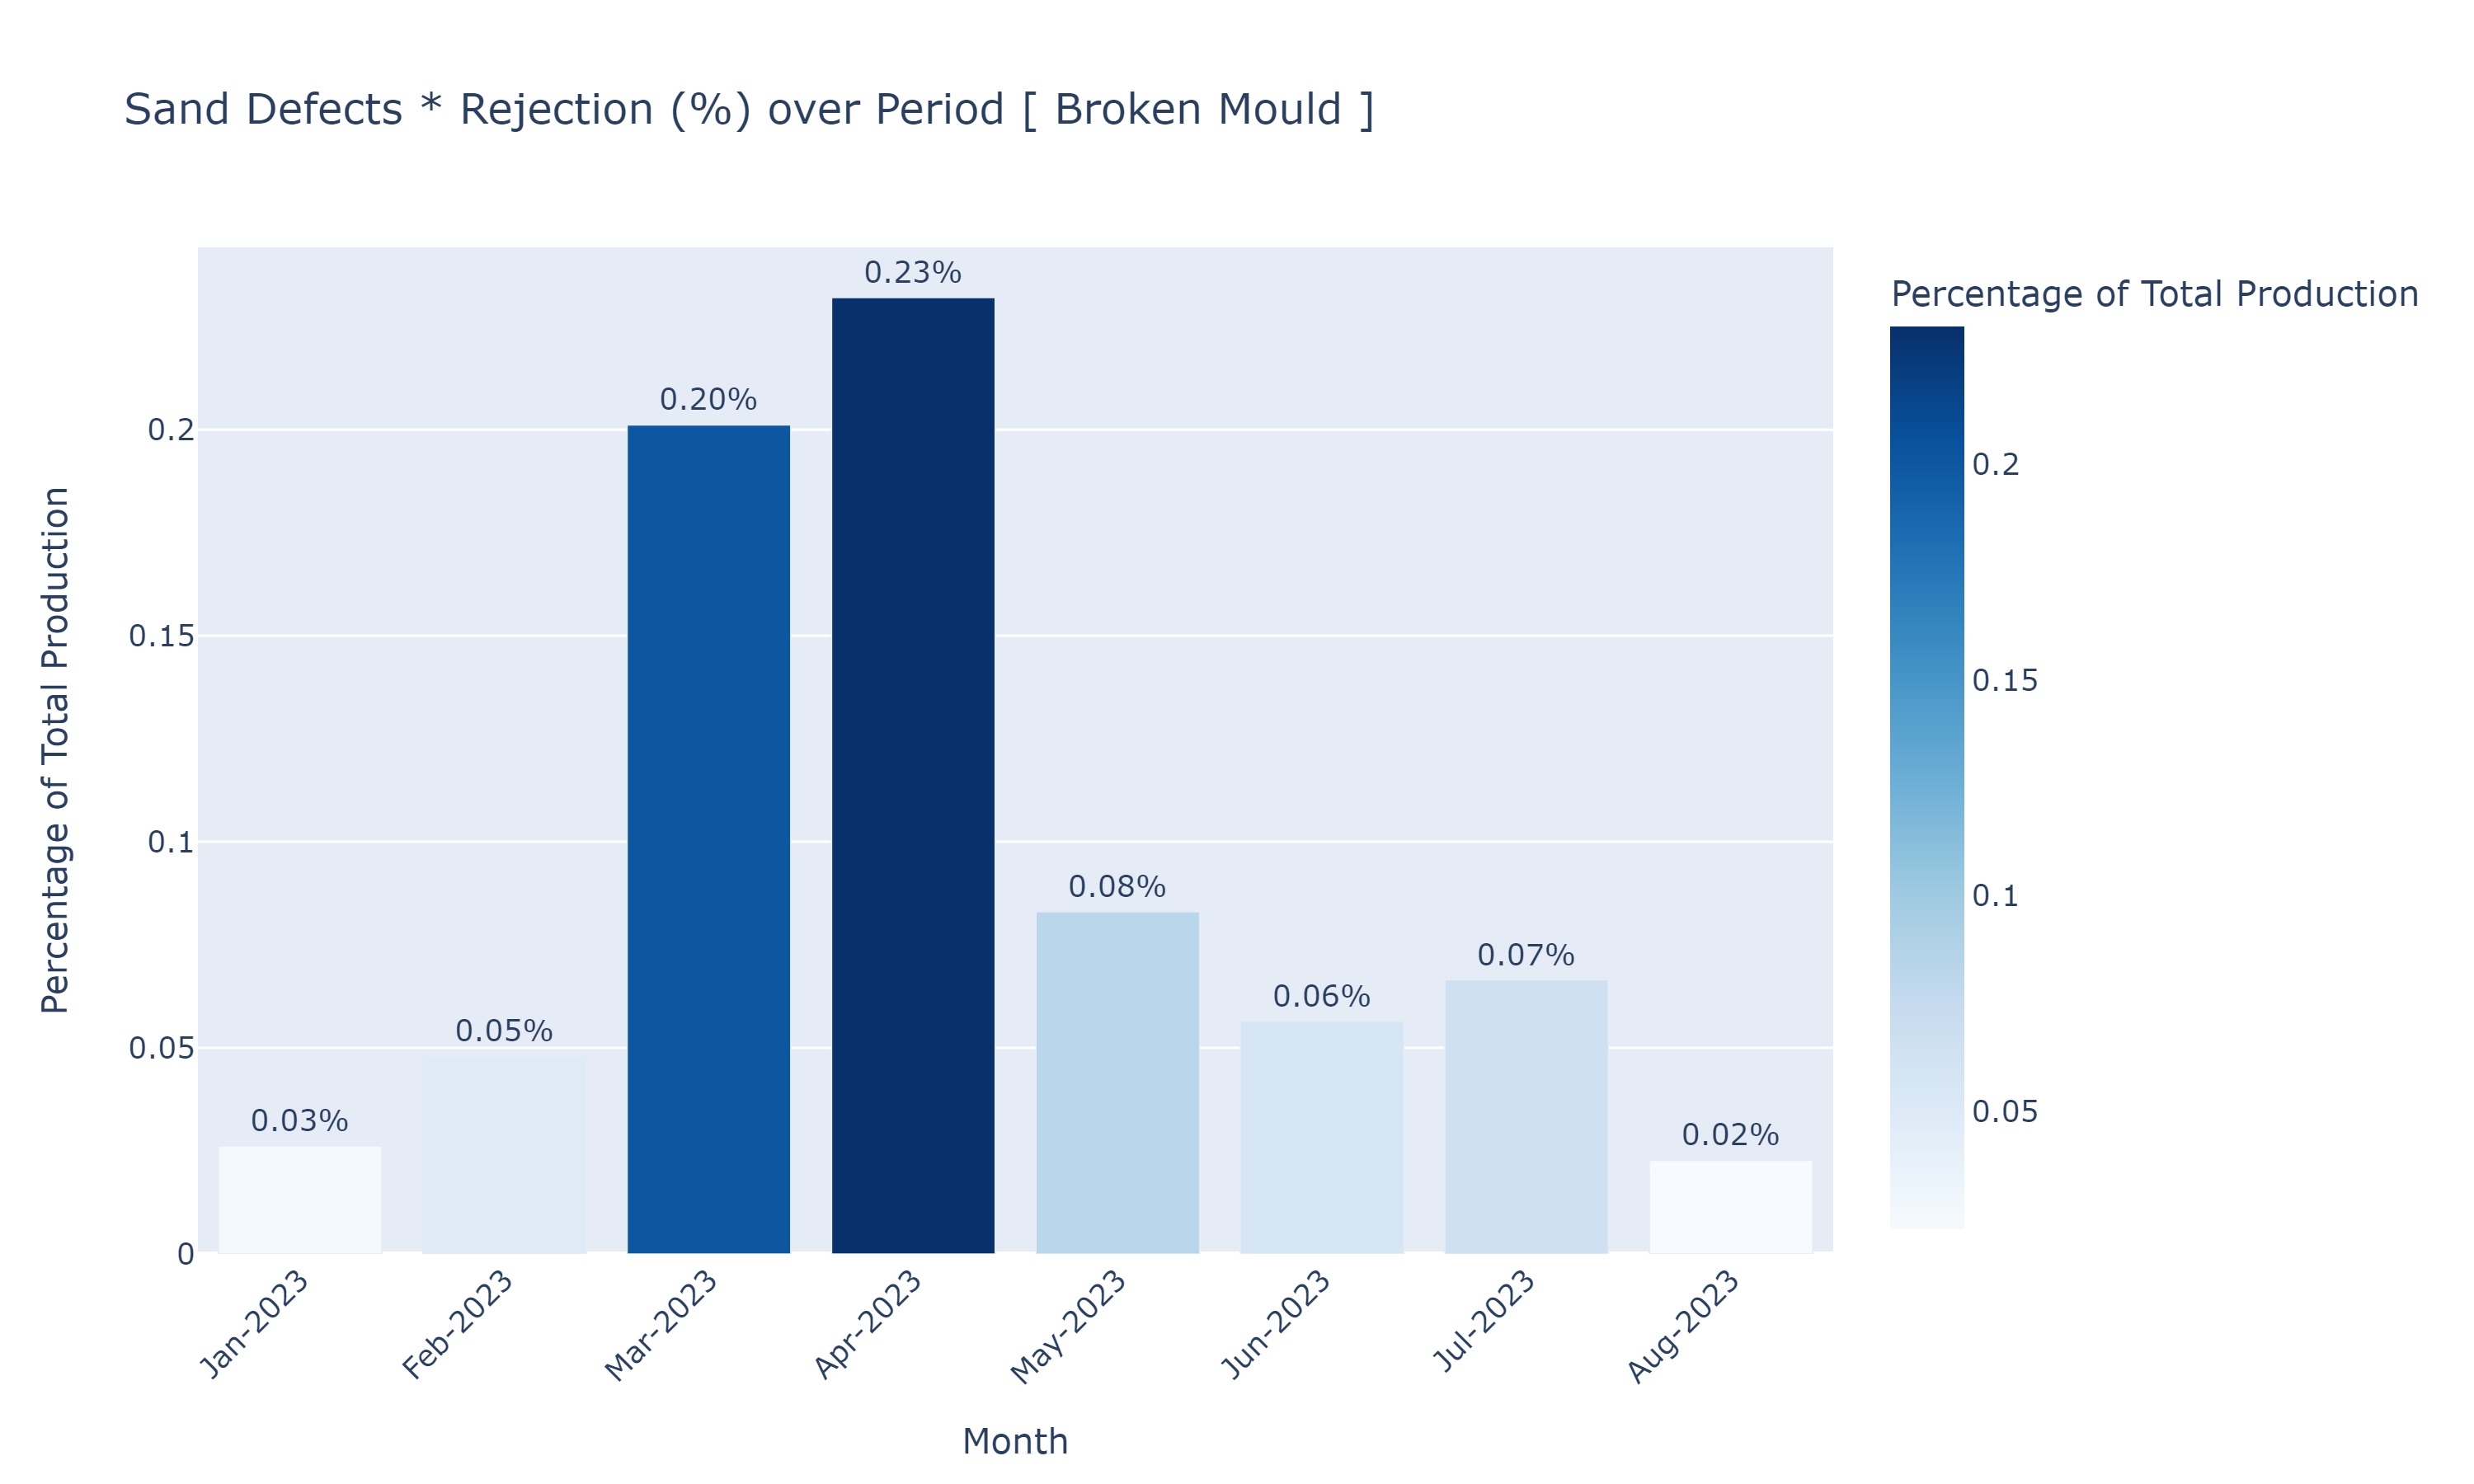 Sand Defects * Rejection (%) over Period [ Broken Mould ]
Percentage of Total Production
0.2
0.15
0.1
0.05
0
0.03%
0.05%
0.20%
0.23%
0.08%
0.06%
0.07%
0.02%
Jan-2023
Feb-2023
Mar-2023
Apr-2023
May-2023
Jun-2023
Jul-2023
Aug-2023
Month
Percentage of Total Production
0.2
0.15
0.1
0.05